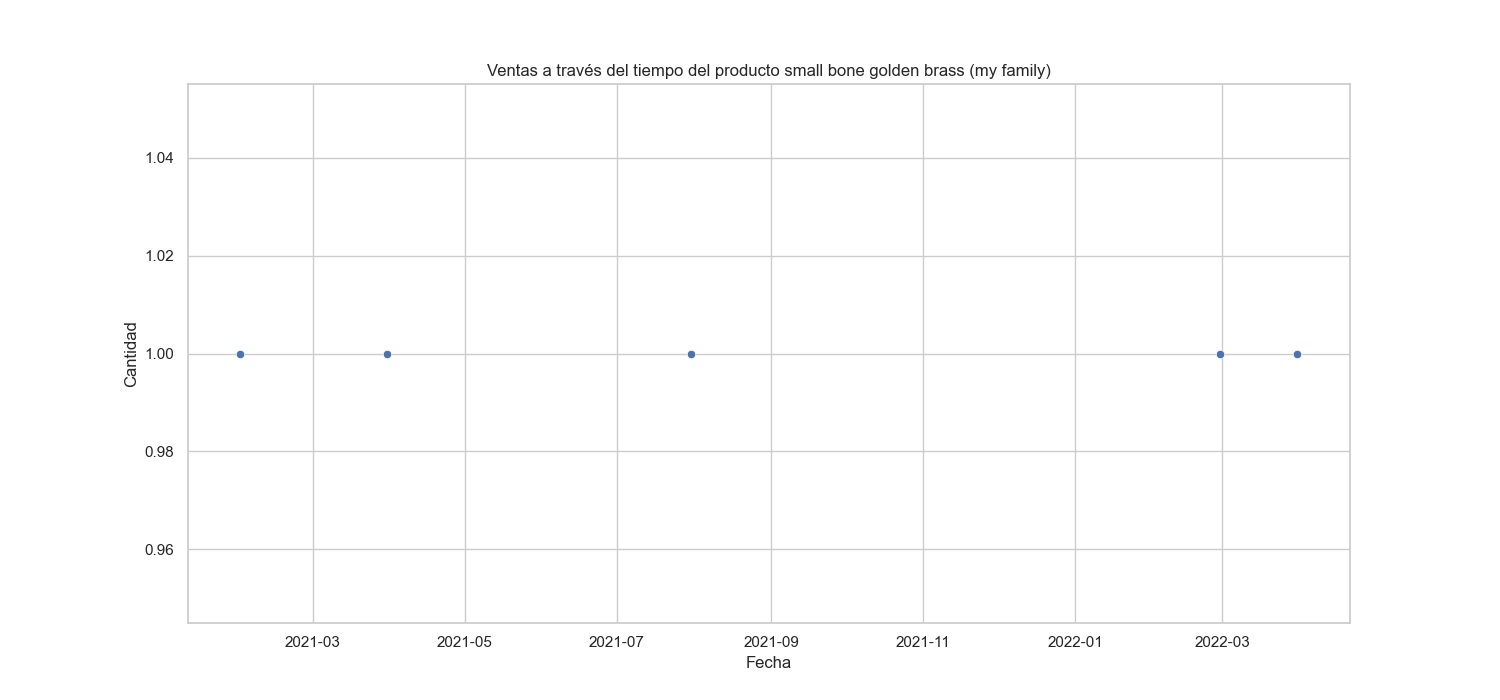 Ventas a través del tiempo del producto small bone golden brass (my family)
1.04
1.02
1.00
0.98
0.96
Cantidad
2021-03 2021-05 2021-07 2021-09 2021-11 2022-01 2022-03
Fecha